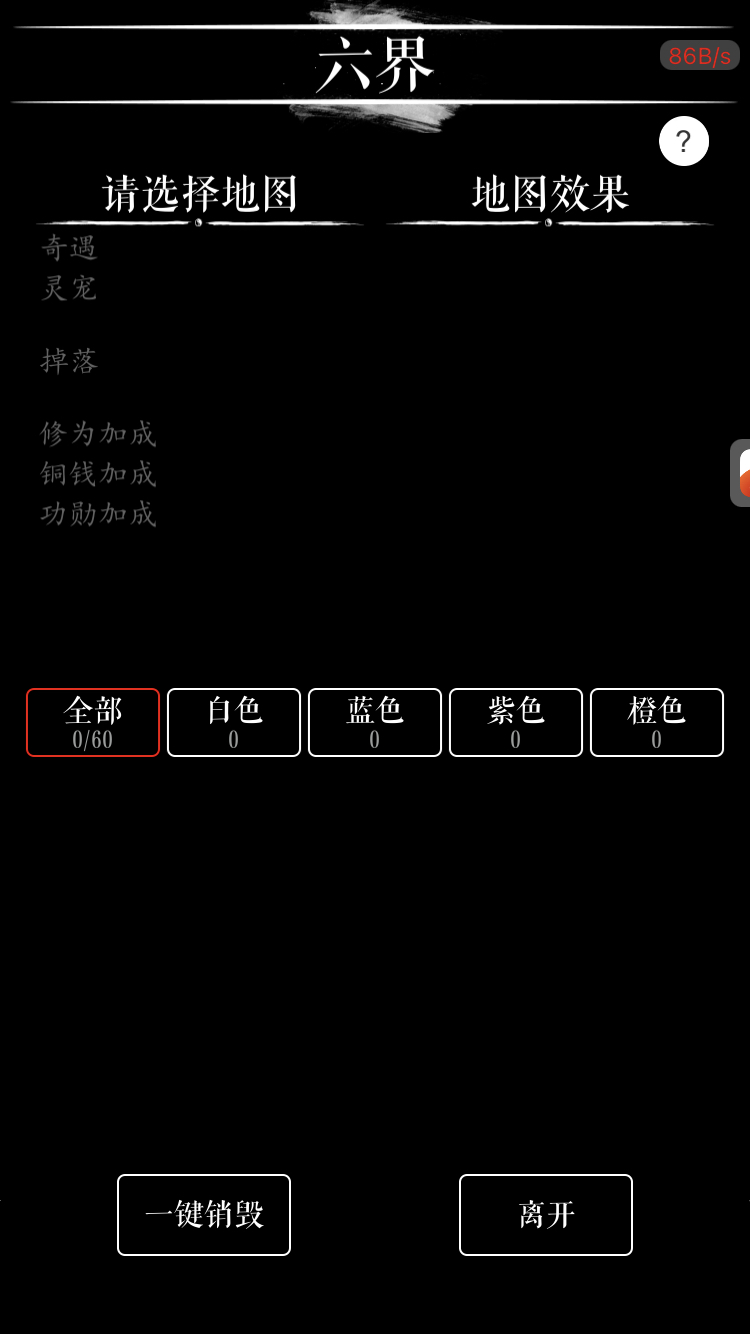 六界
86B/s
?
请选择地图
地图效果
奇遇
灵宠
掉落
修为加成
铜钱加成
功勋加成
全部
0/60
白色
0
蓝色
0
紫色
0
橙色
0
一键销毁
离开